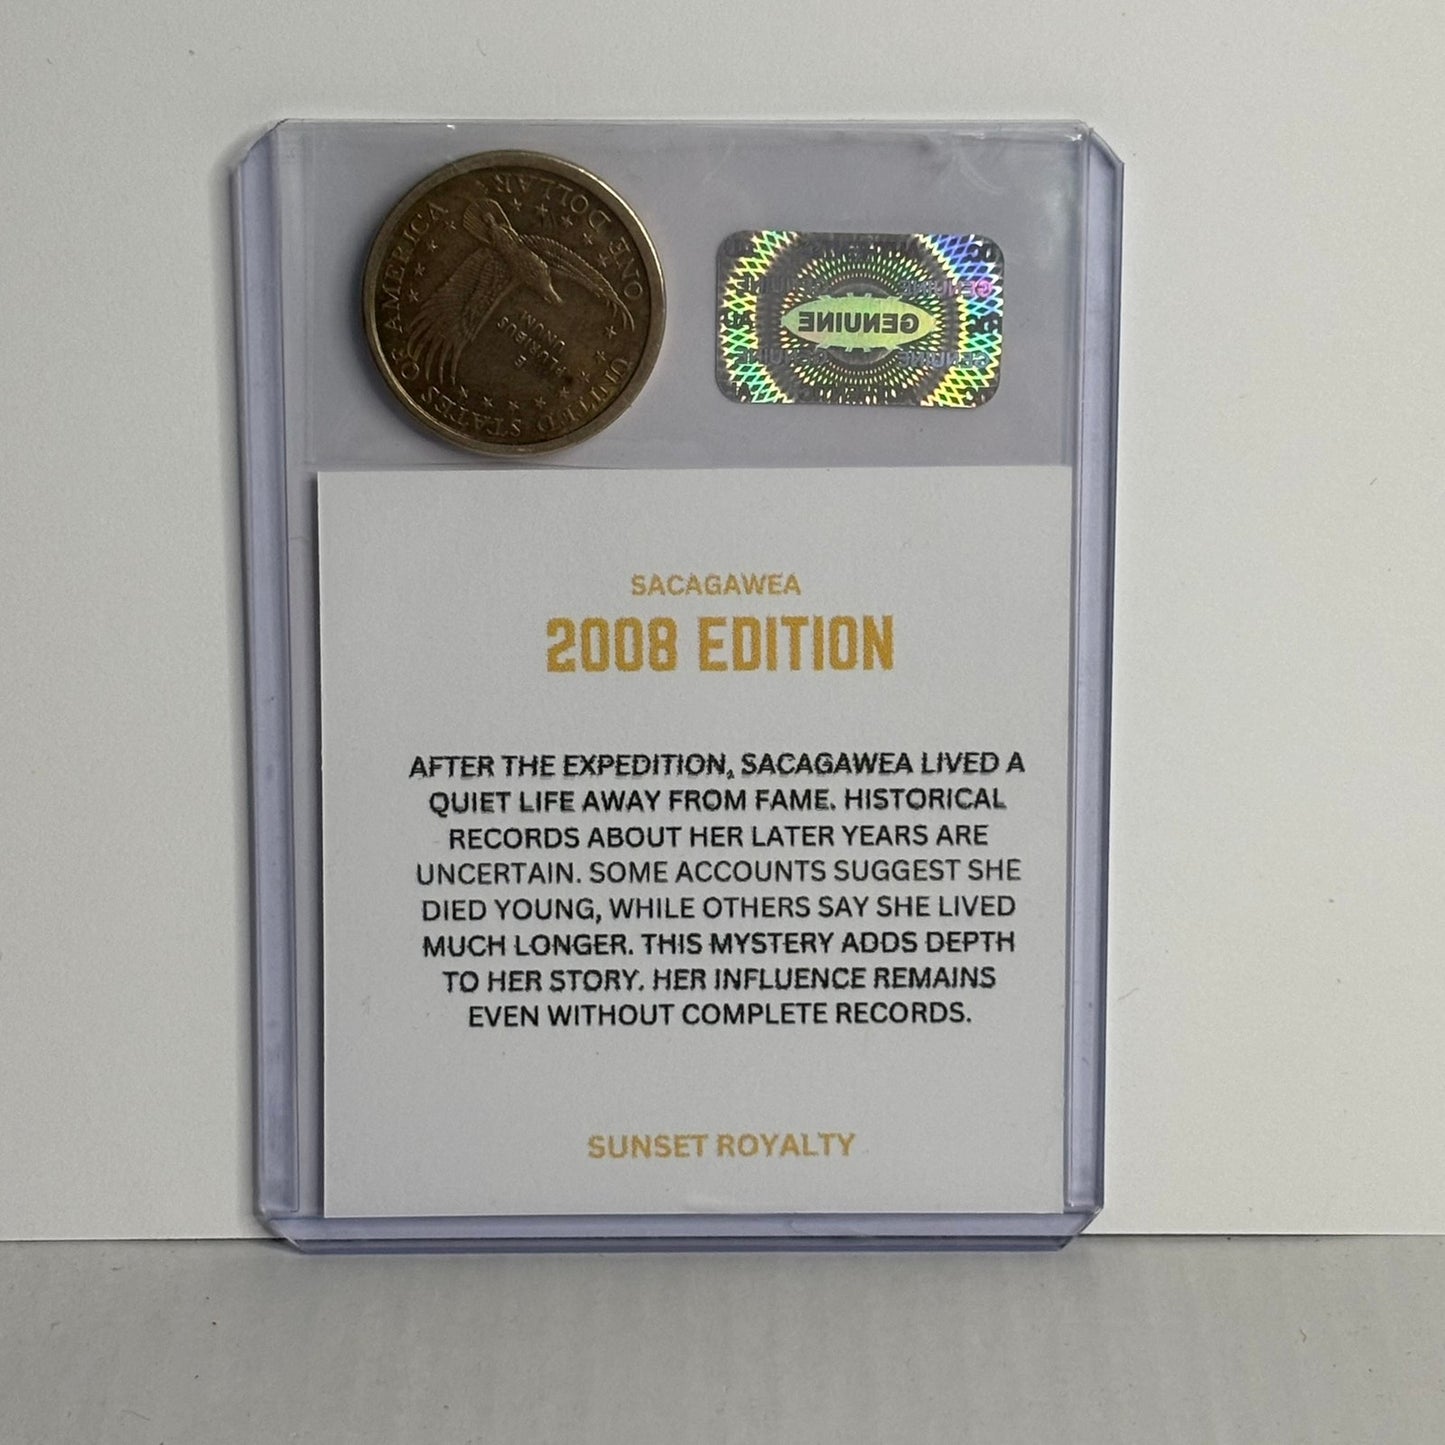 UNITED STATES OF AMERICA
E
PLURIBUS
UNUM
ONE DOLLAR
GENUINE
SACAGAWEA
2008 EDITION
AFTER THE EXPEDITION, SACAGAWEA LIVED A
QUIET LIFE AWAY FROM FAME. HISTORICAL
RECORDS ABOUT HER LATER YEARS ARE
UNCERTAIN. SOME ACCOUNTS SUGGEST SHE
DIED YOUNG, WHILE OTHERS SAY SHE LIVED
MUCH LONGER. THIS MYSTERY ADDS DEPTH
TO HER STORY. HER INFLUENCE REMAINS
EVEN WITHOUT COMPLETE RECORDS.
SUNSET ROYALTY